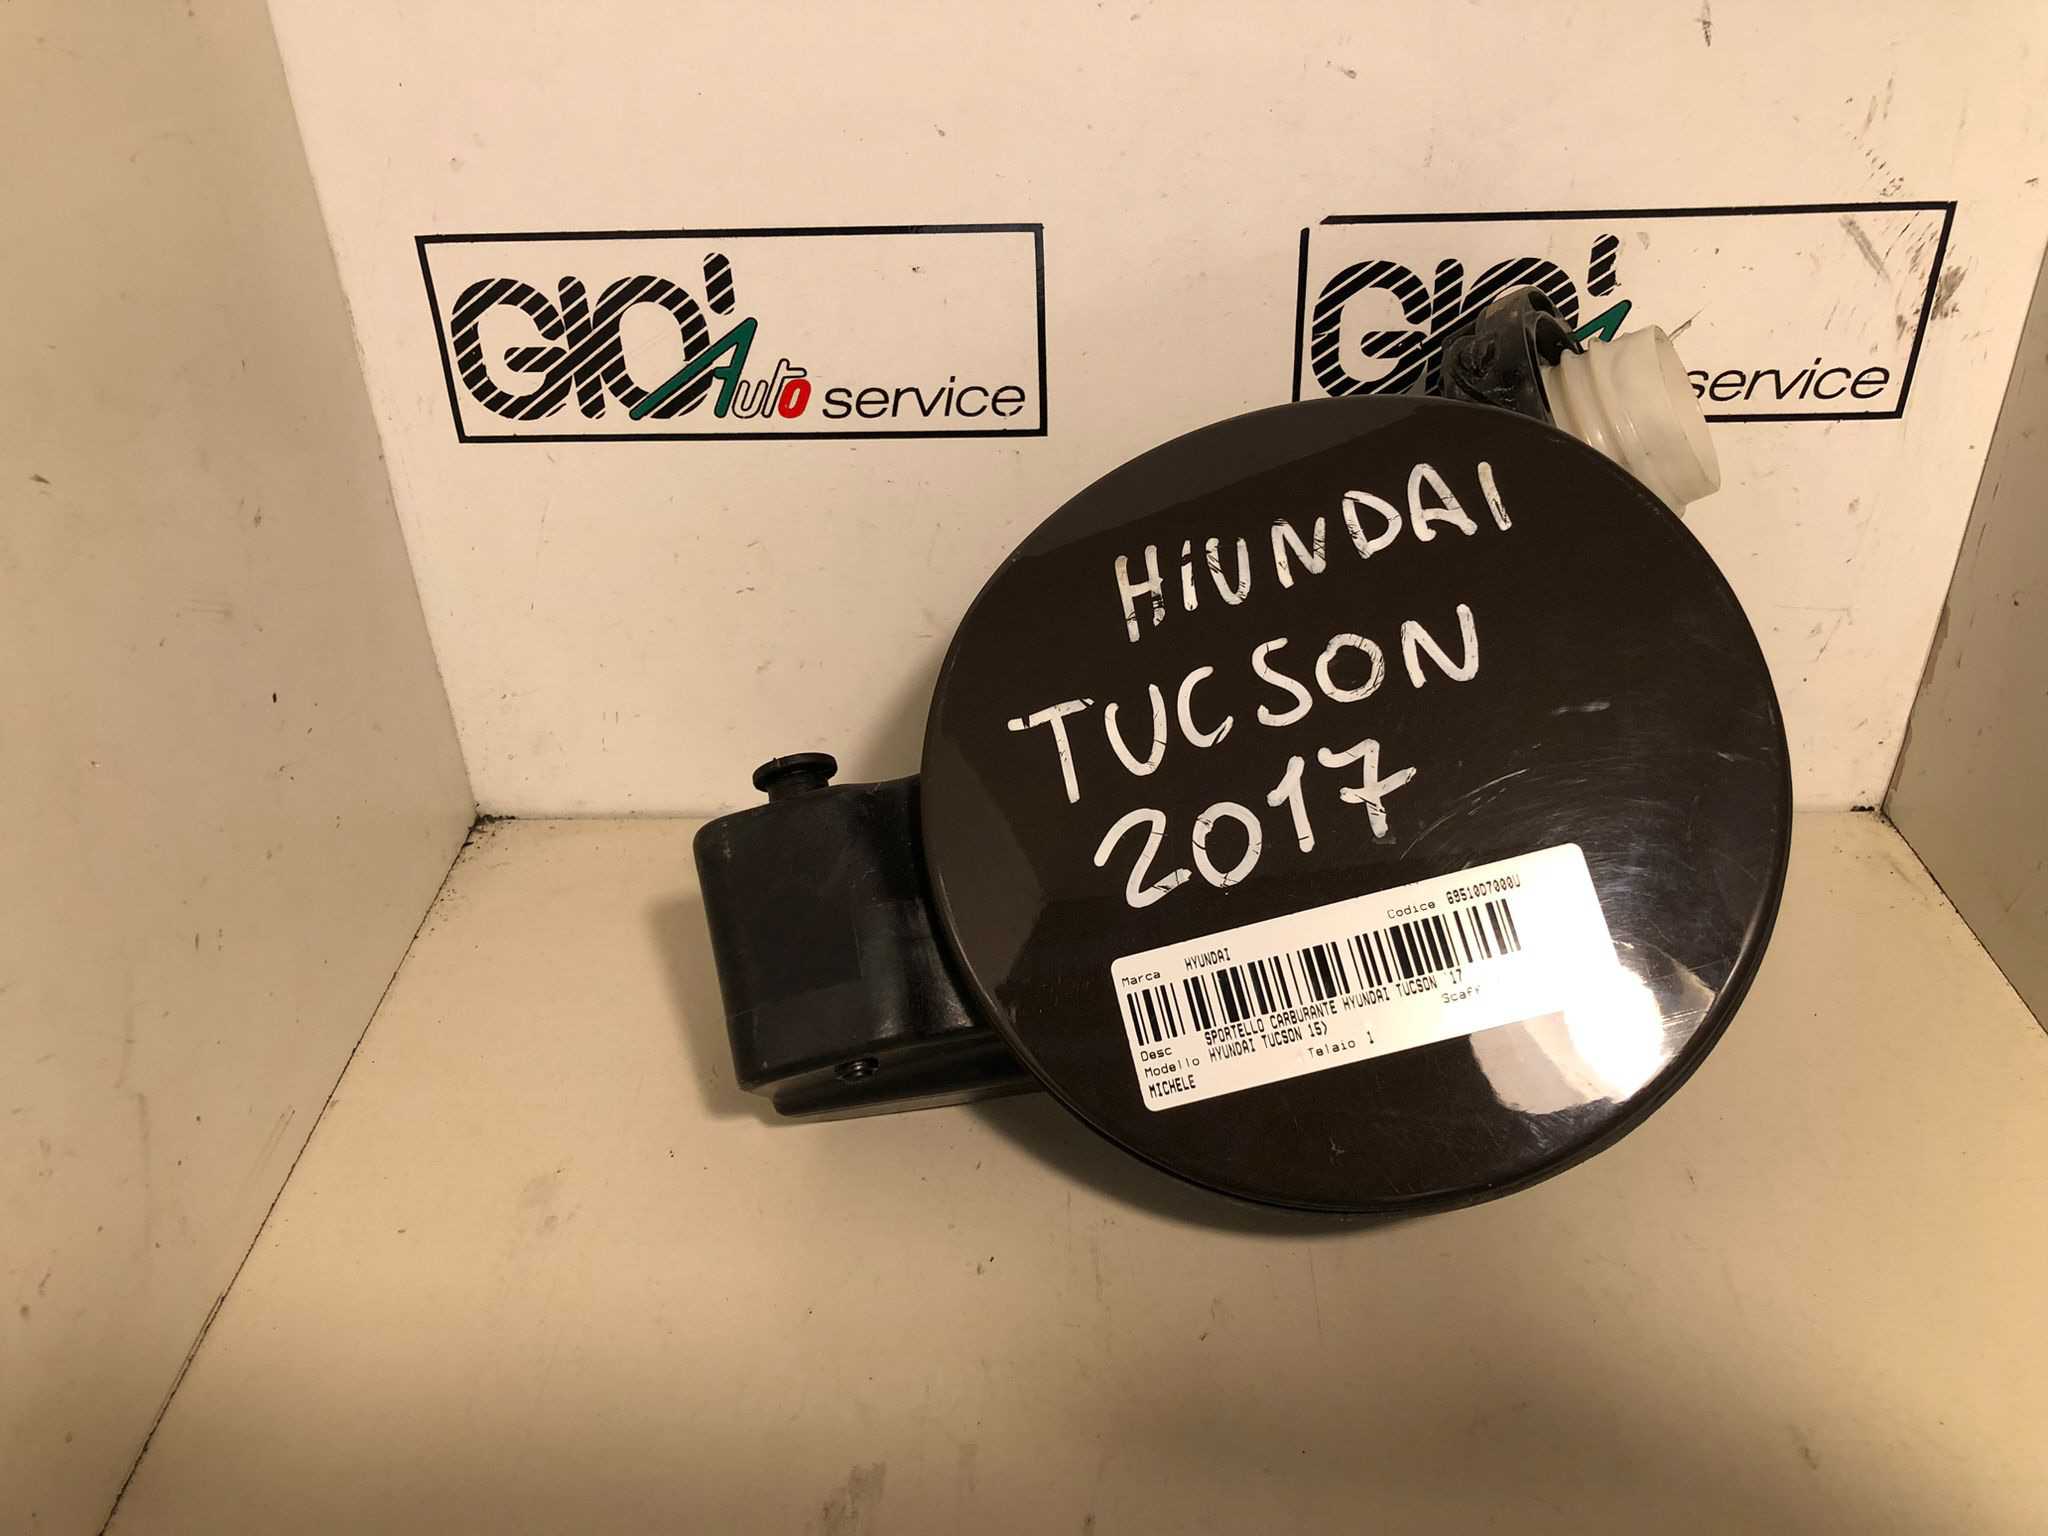 GIO' Auto service
GIO' A service
HiUNDAI
TUCSON
2017
Codice 69510D7000U
Marca HYUNDAI
Desc SPORTELLO CARBURANTE HYUNDAI TUCSON '17
Modello HYUNDAI TUCSON 15> Scaff
Telaio 1
MICHELE